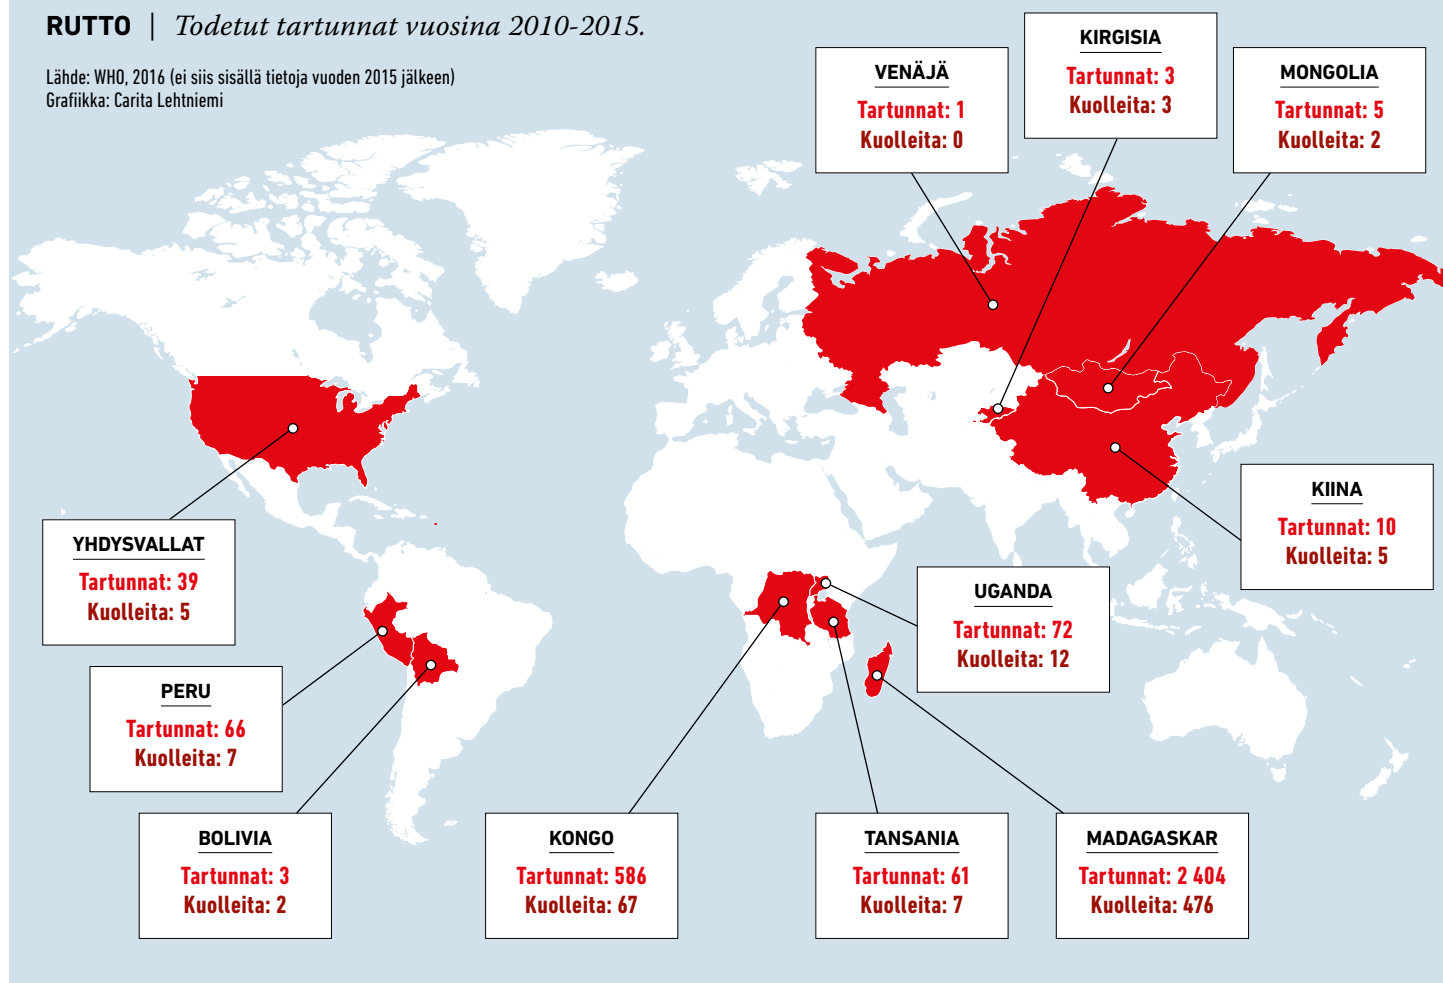 RUTTO | Todetut tartunnat vuosina 2010-2015.
Lähde: WHO, 2016 (ei siis sisällä tietoja vuoden 2015 jälkeen)
Grafiikka: Carita Lehtniemi
VENÄJÄ
Tartunnat: 1
Kuolleita: 0
KIRGISIA
Tartunnat: 3
Kuolleita: 3
MONGOLIA
Tartunnat: 5
Kuolleita: 2
KIINA
Tartunnat: 10
Kuolleita: 5
YHDYSVALLAT
Tartunnat: 39
Kuolleita: 5
UGANDA
Tartunnat: 72
Kuolleita: 12
PERU
Tartunnat: 66
Kuolleita: 7
BOLIVIA
Tartunnat: 3
Kuolleita: 2
KONGO
Tartunnat: 586
Kuolleita: 67
TANSANIA
Tartunnat: 61
Kuolleita: 7
MADAGASKAR
Tartunnat: 2 404
Kuolleita: 476